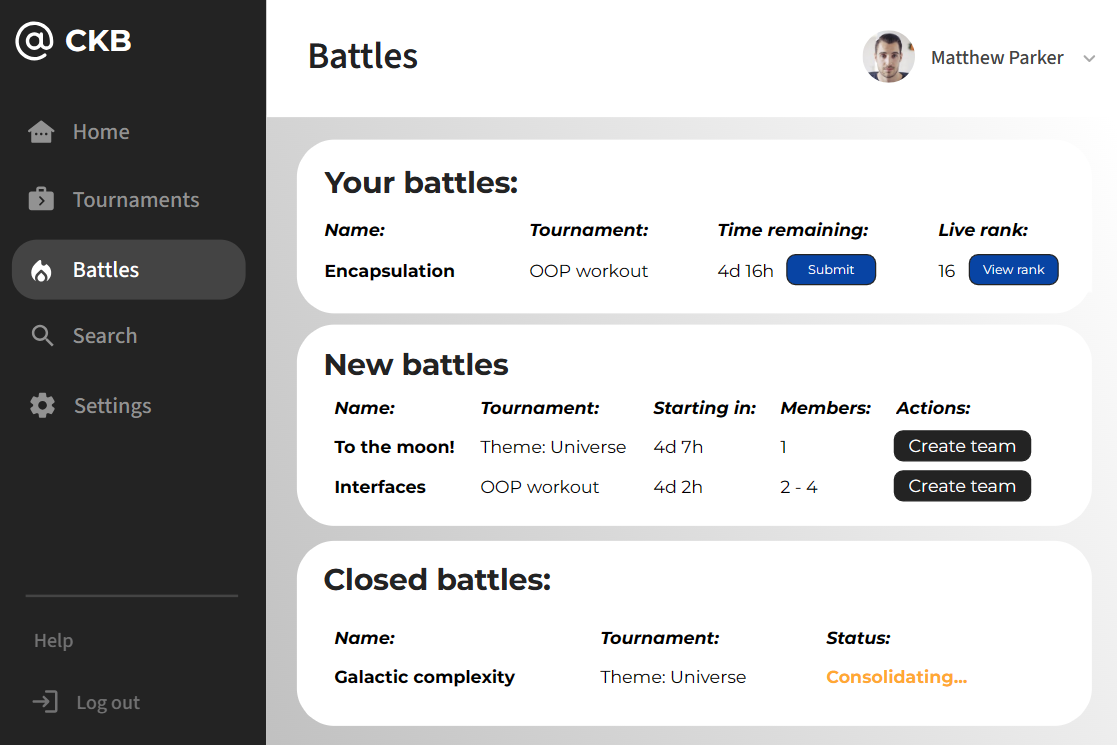 @ CKB
Home
Tournaments
Battles
Search
Settings
Help
Log out
Battles
Matthew Parker
Your battles:
Name: Tournament: Time remaining: Live rank:
Encapsulation OOP workout 4d 16h Submit 16 View rank
New battles
Name: Tournament: Starting in: Members: Actions:
To the moon! Theme: Universe 4d 7h 1 Create team
Interfaces OOP workout 4d 2h 2 - 4 Create team
Closed battles:
Name: Tournament: Status:
Galactic complexity Theme: Universe Consolidating...